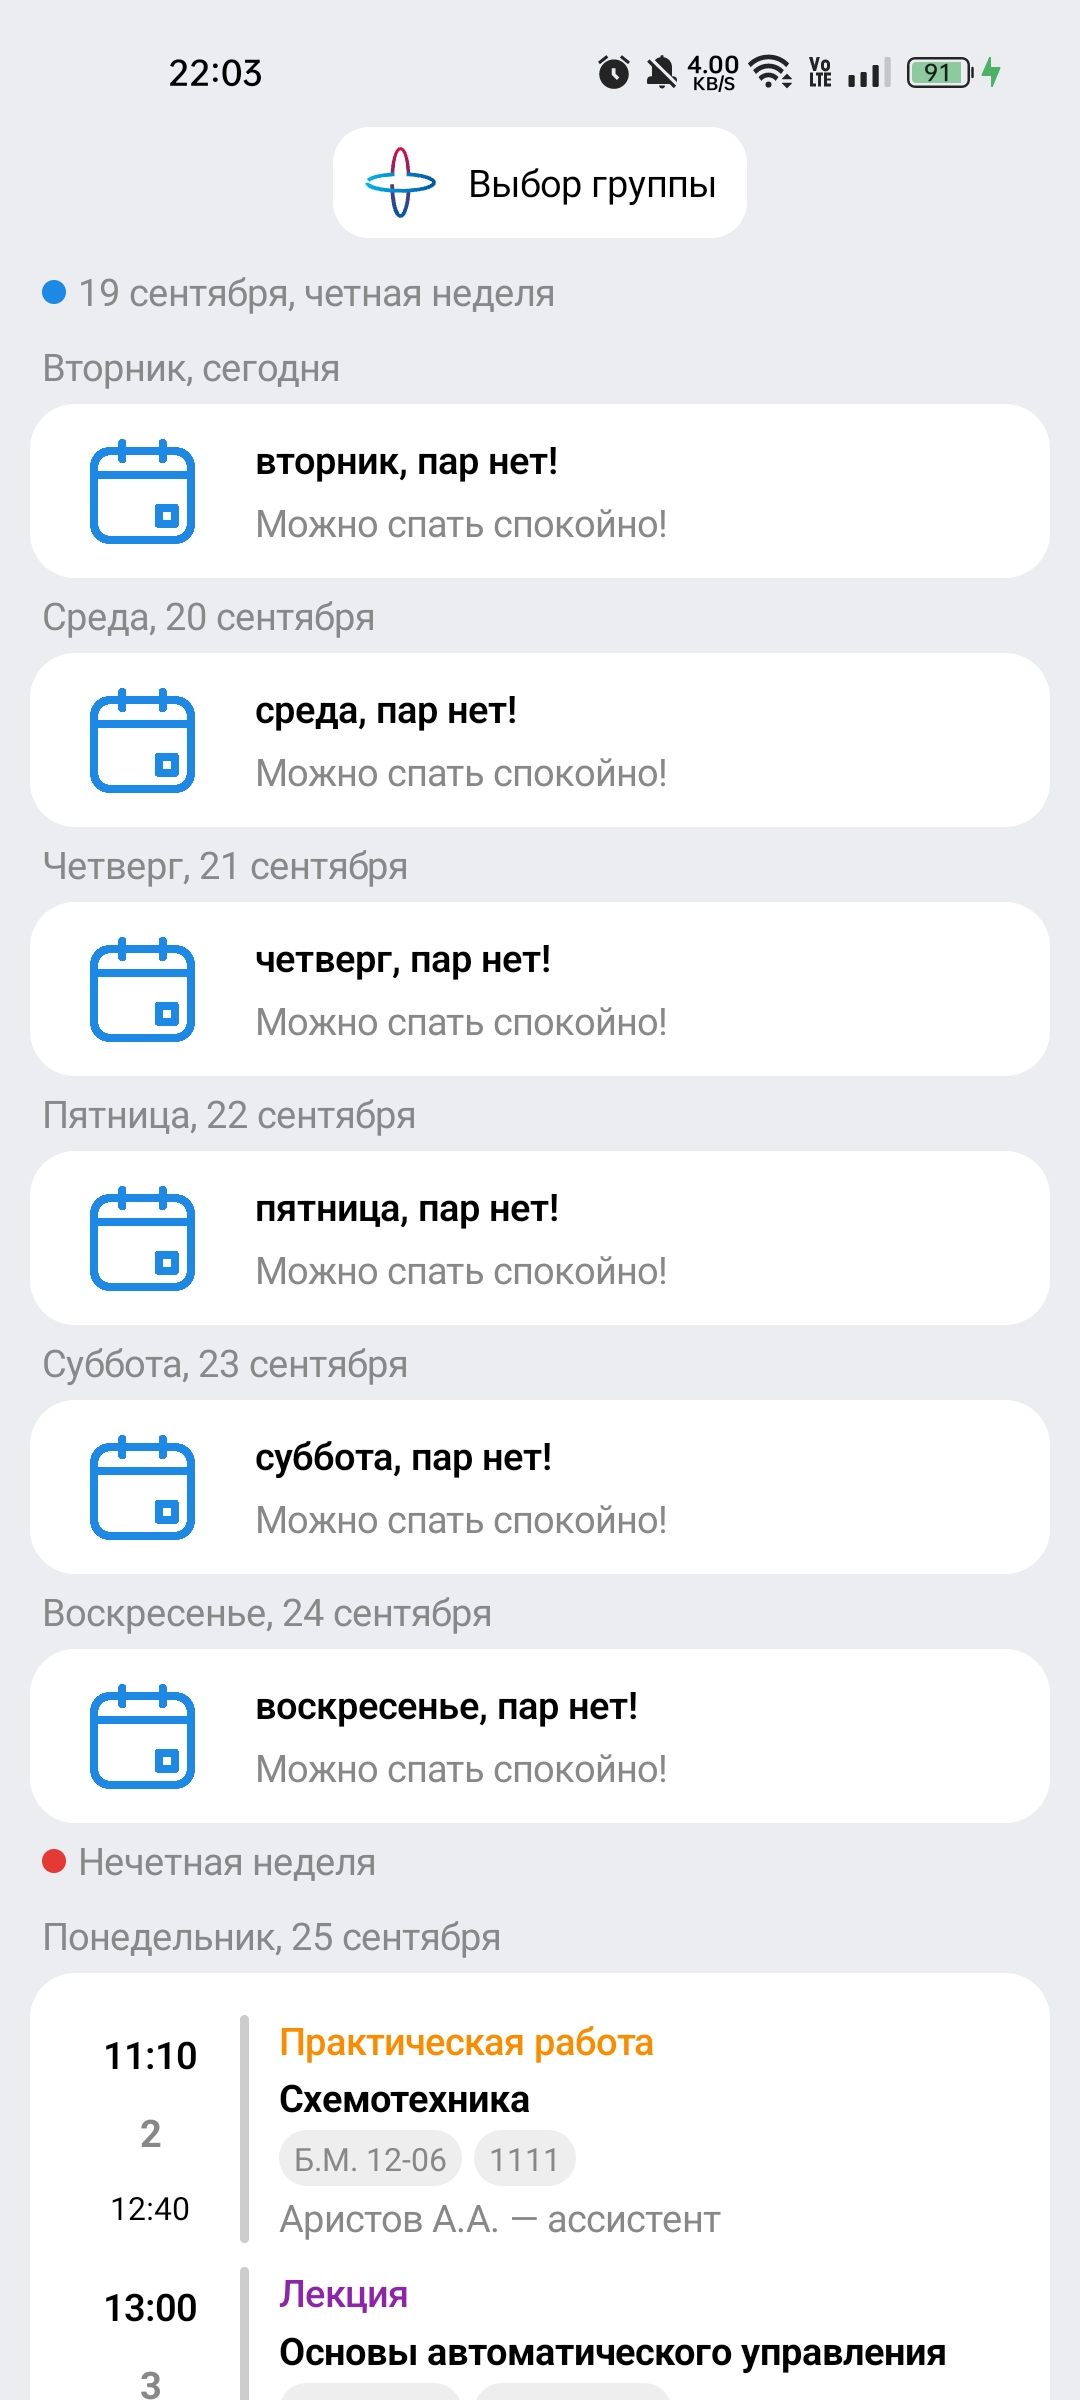 22:03
4.00
KB/S
Vo
LTE
91
Выбор группы
19 сентября, четная неделя
Вторник, сегодня
вторник, пар нет!
Можно спать спокойно!
Среда, 20 сентября
среда, пар нет!
Можно спать спокойно!
Четверг, 21 сентября
четверг, пар нет!
Можно спать спокойно!
Пятница, 22 сентября
пятница, пар нет!
Можно спать спокойно!
Суббота, 23 сентября
суббота, пар нет!
Можно спать спокойно!
Воскресенье, 24 сентября
воскресенье, пар нет!
Можно спать спокойно!
Нечетная неделя
Понедельник, 25 сентября
11:10
2
12:40
Практическая работа
Схемотехника
Б.М. 12-06 1111
Аристов А.А. — ассистент
13:00
3
Лекция
Основы автоматического управления